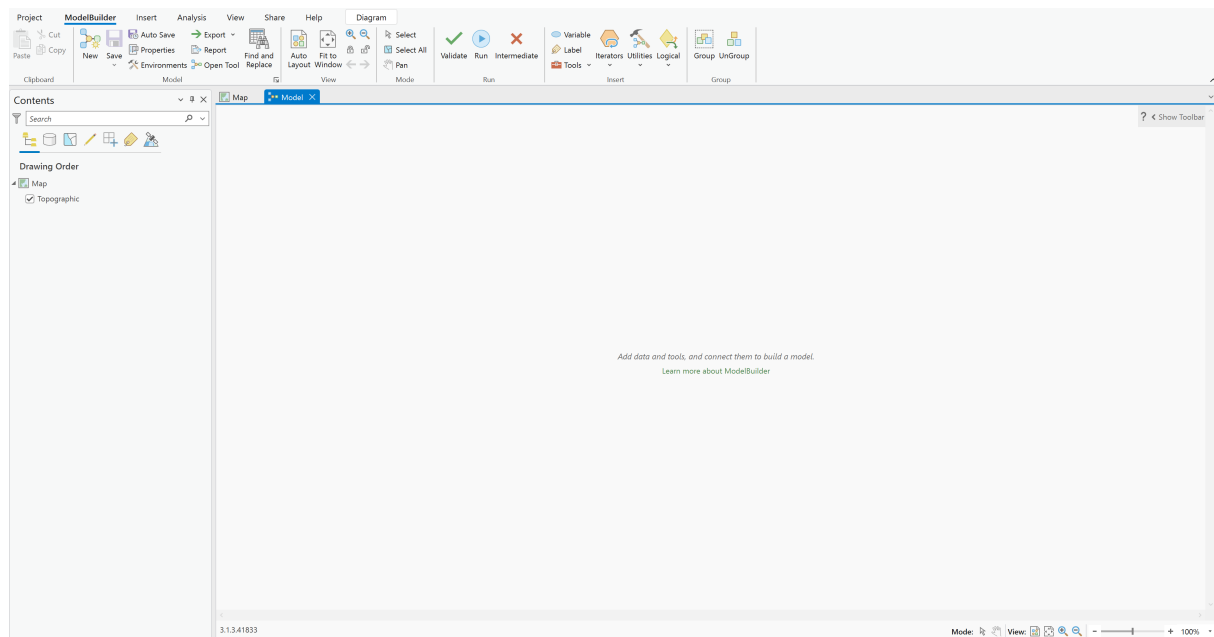 Project ModelBuilder Insert Analysis View Share Help Diagram
Paste
Cut
Copy
Clipboard
New
Save
Auto Save
Properties
Environments
Export
Report
Open Tool
Find and
Replace
Model
Auto
Layout
Fit to
Window
View
Select
Select All
Pan
Mode
Validate
Run
Intermediate
Run
Variable
Label
Tools
Iterators
Utilities
Logical
Insert
Group
UnGroup
Group
Contents
Search
Drawing Order
Map
Topographic
Map
Model
? Show Toolbar
Add data and tools, and connect them to build a model.
Learn more about ModelBuilder
3.1.3.41833
Mode: View: - + 100%